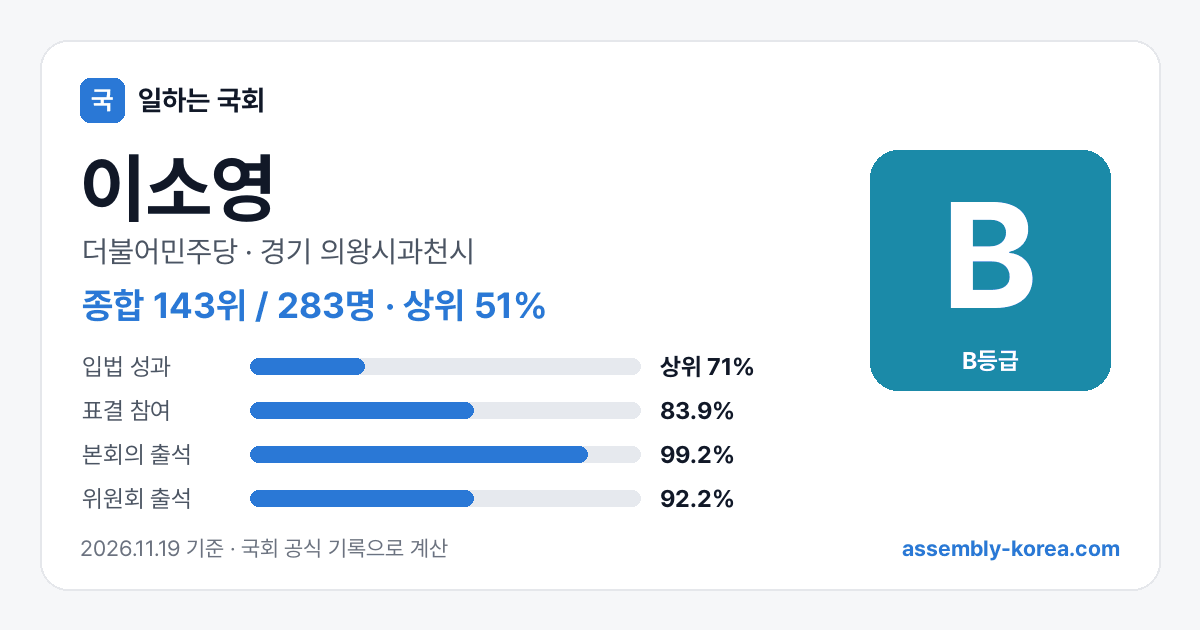 국 일하는 국회
이소영
더불어민주당 · 경기 의왕시과천시
종합 143위 / 283명 · 상위 51%
B
B등급
입법 성과 상위 71%
표결 참여 83.9%
본회의 출석 99.2%
위원회 출석 92.2%
2026.11.19 기준 · 국회 공식 기록으로 계산
assembly-korea.com